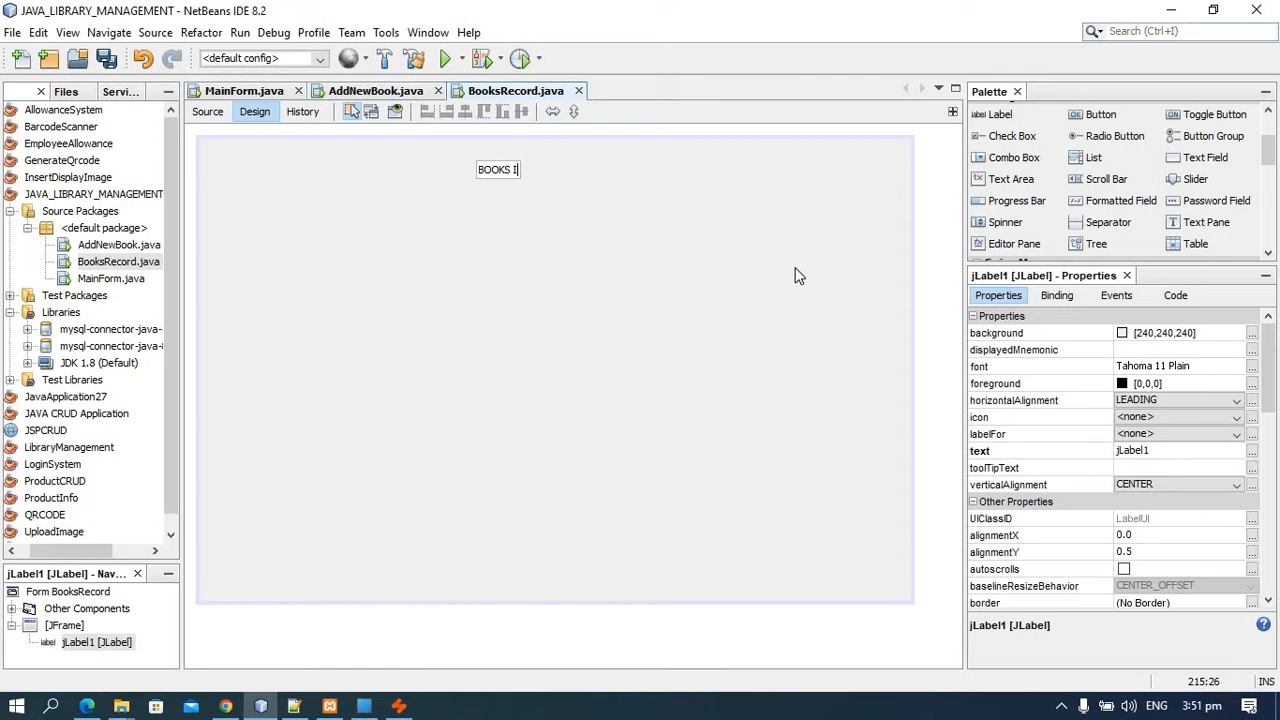 JAVA_LIBRARY_MANAGEMENT - NetBeans IDE 8.2
File Edit View Navigate Source Refactor Run Debug Profile Team Tools Window Help
Search (Ctrl+I)
<default config>
Files Servi...
MainForm.java AddNewBook.java BooksRecord.java
Source Design History
AllowanceSystem
BarcodeScanner
EmployeeAllowance
GenerateQrcode
InsertDisplayImage
JAVA_LIBRARY_MANAGEMENT
Source Packages
<default package>
AddNewBook.java
BooksRecord.java
MainForm.java
Test Packages
Libraries
mysql-connector-java-
mysql-connector-java-
JDK 1.8 (Default)
Test Libraries
JavaApplication27
JAVA CRUD Application
JSPCRUD
LibraryManagement
LoginSystem
ProductCRUD
ProductInfo
QRCODE
UploadImage
jLabel1 [JLabel] - Nav...
Form BooksRecord
Other Components
[JFrame]
label jLabel1 [JLabel]
BOOKS I
Palette
Label Button Toggle Button
Check Box Radio Button Button Group
Combo Box List Text Field
Text Area Scroll Bar Slider
Progress Bar Formatted Field Password Field
Spinner Separator Text Pane
Editor Pane Tree Table
jLabel1 [JLabel] - Properties
Properties Binding Events Code
Properties
background [240,240,240] ...
displayedMnemonic ...
font Tahoma 11 Plain ...
foreground [0,0,0] ...
horizontalAlignment LEADING ...
icon <none> ...
labelFor <none> ...
text jLabel1 ...
toolTipText ...
verticalAlignment CENTER ...
Other Properties
UIClassID LabelUI ...
alignmentX 0.0 ...
alignmentY 0.5 ...
autoscrolls ...
baselineResizeBehavior CENTER_OFFSET ...
border (No Border) ...
jLabel1 [JLabel]
215:26 INS
ENG 3:51 pm